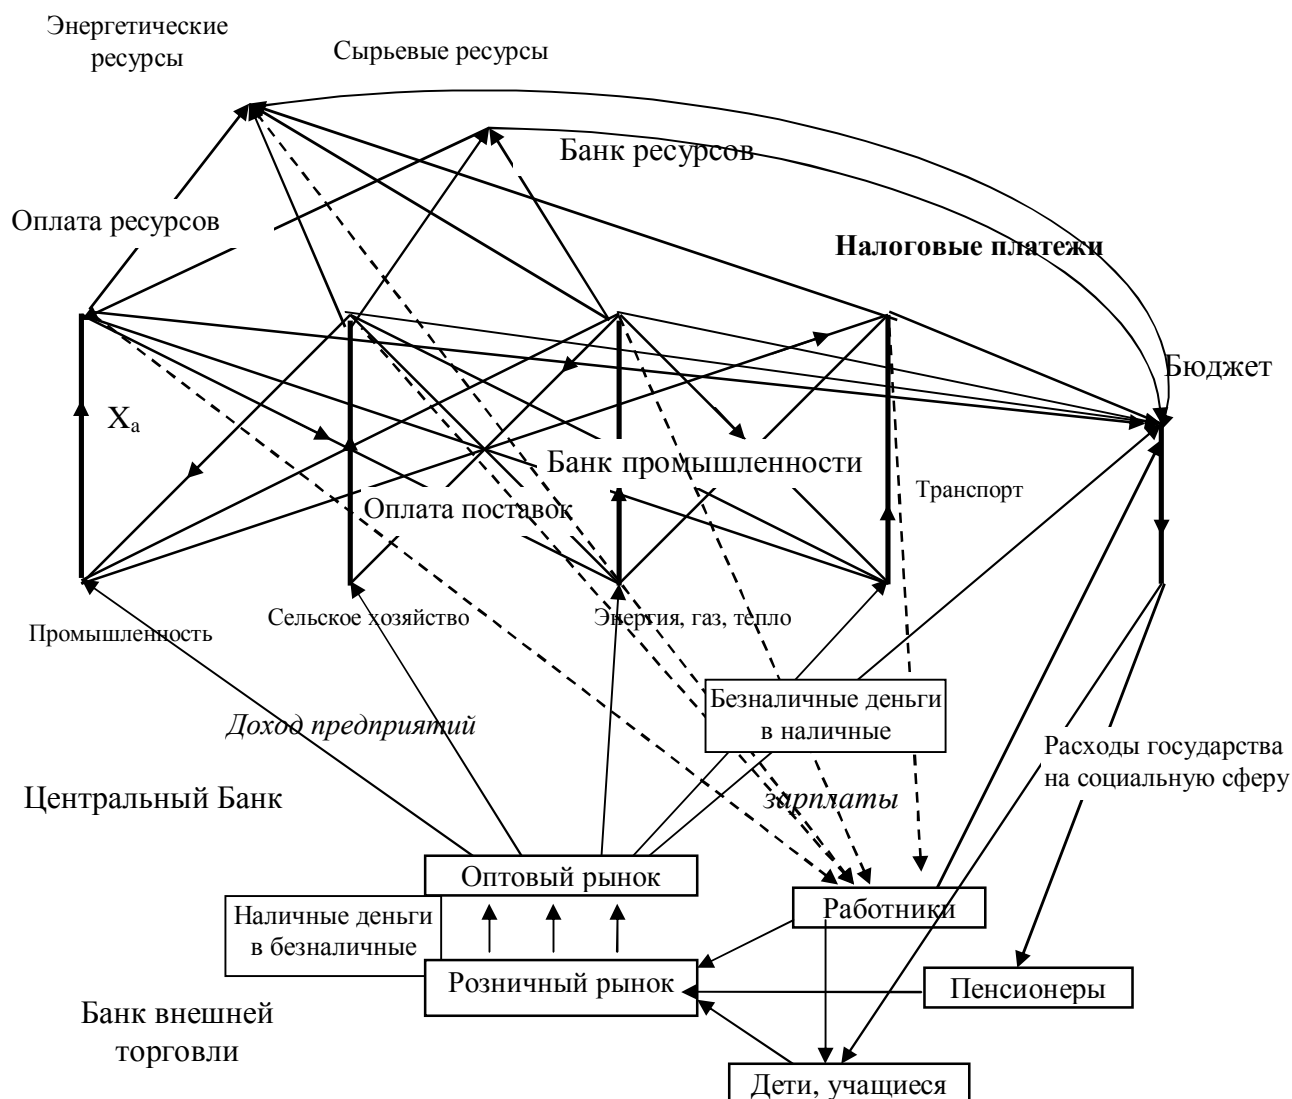 Энергетические
ресурсы
Сырьевые ресурсы
Банк ресурсов
Оплата ресурсов
Налоговые платежи
Бюджет
Xa
Банк промышленности
Транспорт
Оплата поставок
Сельское хозяйство
Энергия, газ, тепло
Промышленность
Безналичные деньги
в наличные
Доход предприятий
Расходы государства
на социальную сферу
Центральный Банк
зарплаты
Оптовый рынок
Работники
Наличные деньги
в безналичные
Розничный рынок
Пенсионеры
Банк внешней
торговли
Дети, учащиеся